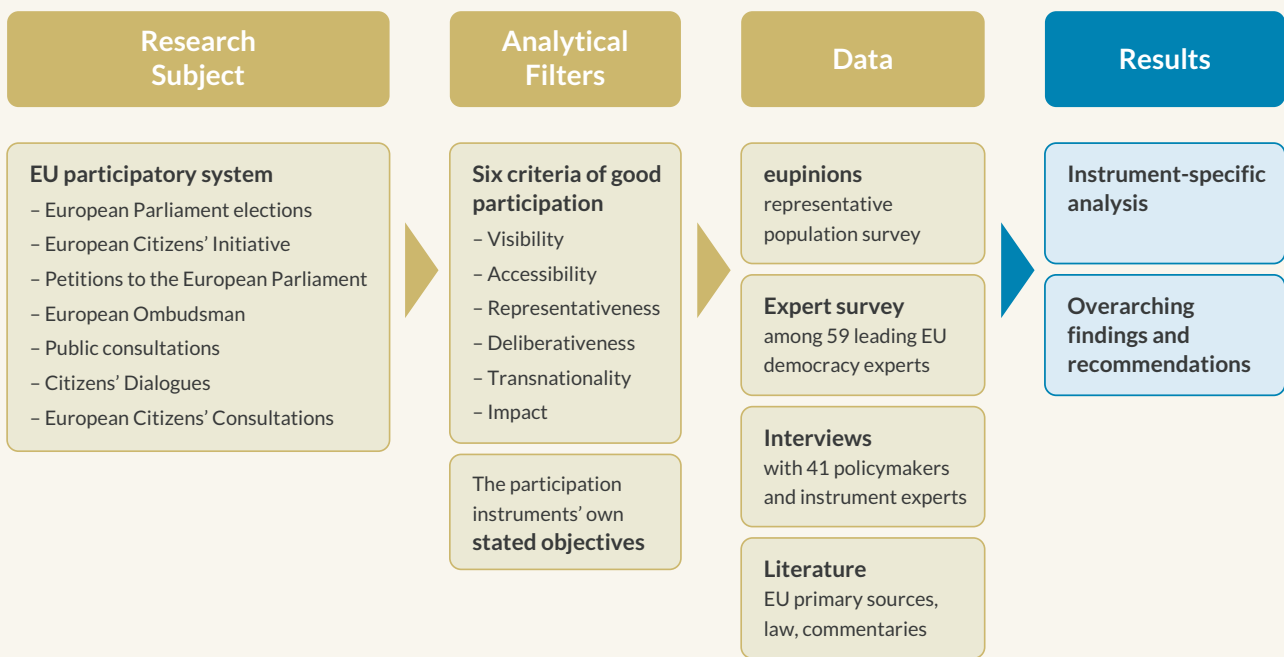 Research
Subject
Analytical
Filters
Data
Results
EU participatory system
– European Parliament elections
– European Citizens’ Initiative
– Petitions to the European Parliament
– European Ombudsman
– Public consultations
– Citizens’ Dialogues
– European Citizens’ Consultations
Six criteria of good
participation
– Visibility
– Accessibility
– Representativeness
– Deliberativeness
– Transnationality
– Impact
The participation
instruments’ own
stated objectives
eupinions
representative
population survey
Expert survey
among 59 leading EU
democracy experts
Interviews
with 41 policymakers
and instrument experts
Literature
EU primary sources,
law, commentaries
Instrument-specific
analysis
Overarching
findings and
recommendations